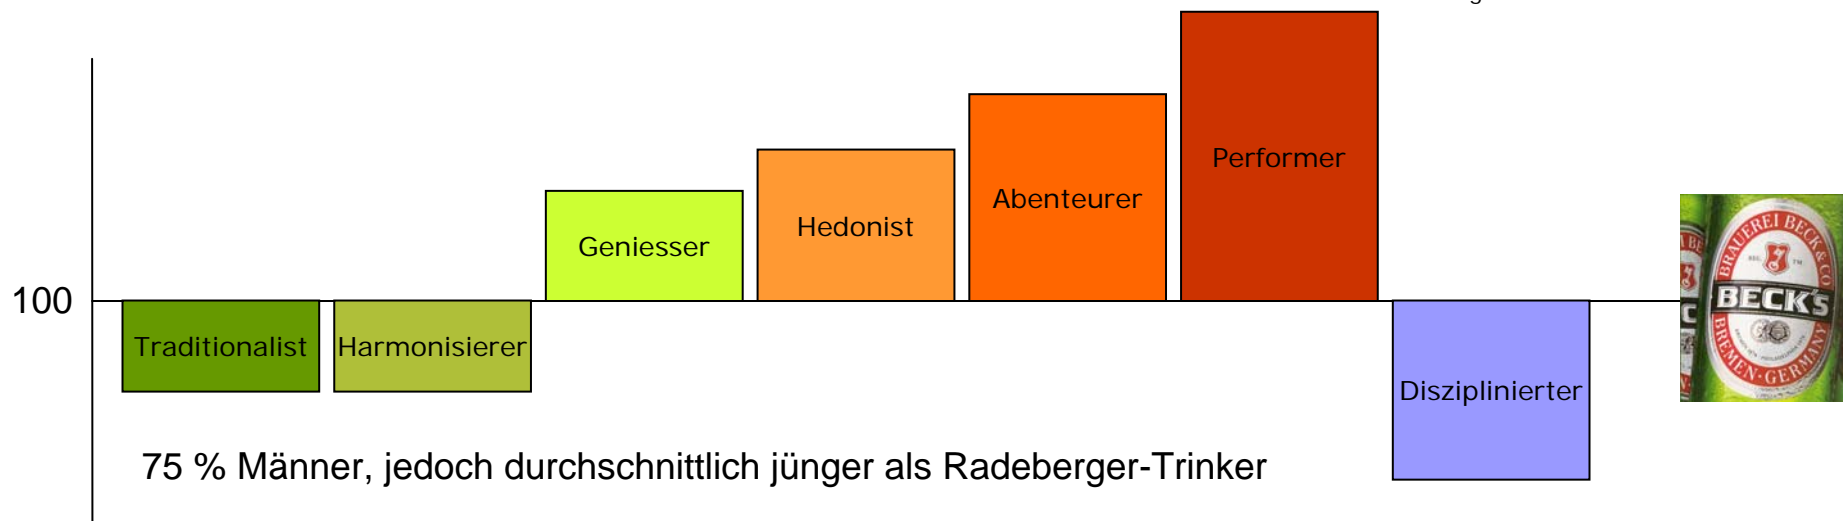 Performer
Abenteurer
Hedonist
Geniesser
100
Traditionalist
Harmonisierer
Disziplinierter
BRAUEREI BECK & CO
BECK'S
BREMEN-GERMANY
75 % Männer, jedoch durchschnittlich jünger als Radeberger-Trinker